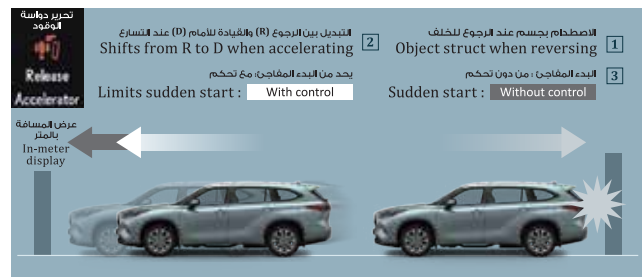 تحرير دواسة
الوقود
Release
Accelerator
الاصطدام بجسم عند الرجوع للخلف
1 Object struct when reversing
التبديل بين الرجوع (R) والقيادة للأمام (D) عند التسارع
2 Shifts from R to D when accelerating
البدء المفاجئ : من دون تحكم
3 Sudden start : Without control
يحد من البدء المفاجئ: مع تحكم
Limits sudden start : With control
عرض المسافة
بالمتر
In-meter
display